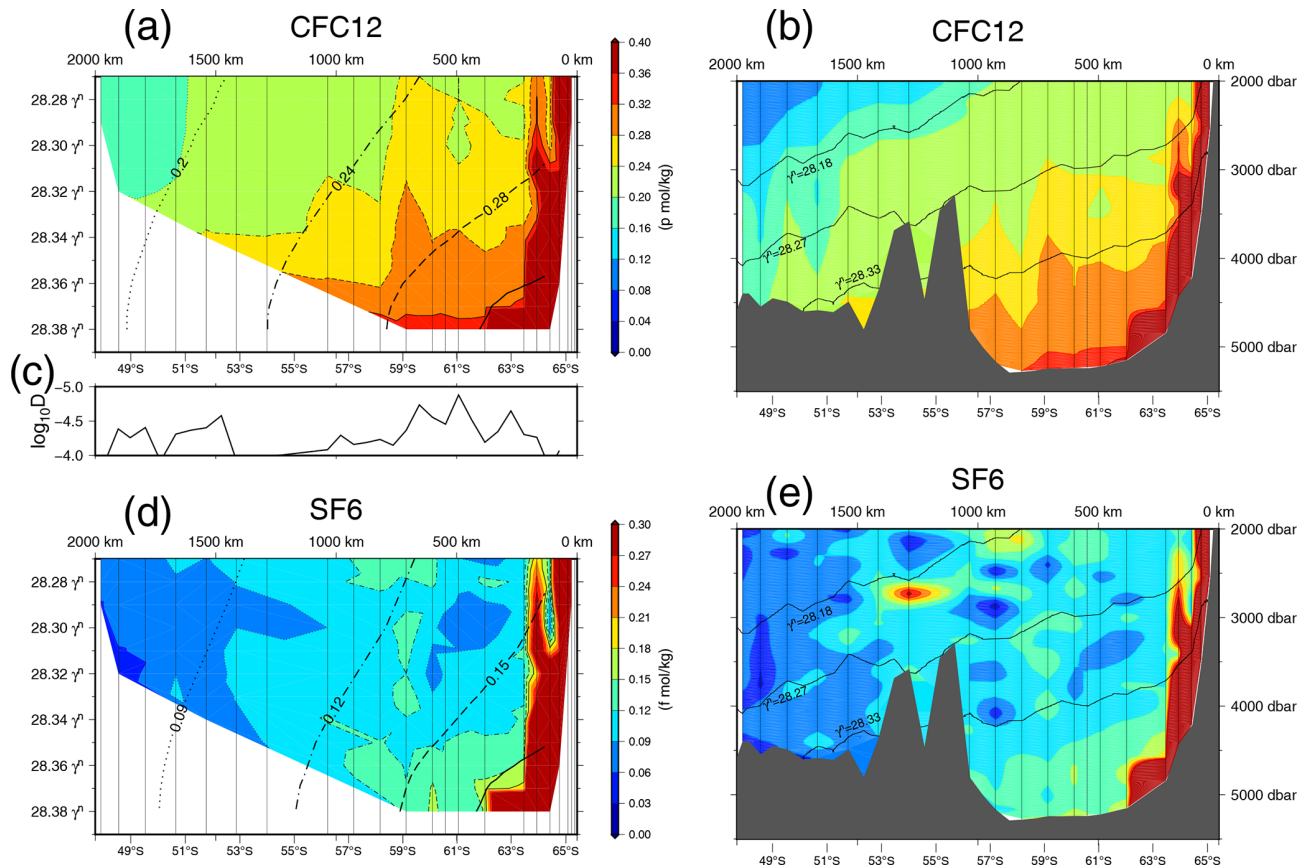 (a)
CFC12
2000 km 1500 km 1000 km 500 km 0 km
28.28 γⁿ
28.30 γⁿ
28.32 γⁿ
28.34 γⁿ
28.36 γⁿ
28.38 γⁿ
0.2
0.24
0.28
49°S 51°S 53°S 55°S 57°S 59°S 61°S 63°S 65°S
0.40
0.36
0.32
0.28
0.24
0.20
0.16
0.12
0.08
0.04
0.00
(p mol/kg)
(b)
CFC12
2000 km 1500 km 1000 km 500 km 0 km
2000 dbar
3000 dbar
4000 dbar
5000 dbar
γⁿ=28.18
γⁿ=28.27
γⁿ=28.33
49°S 51°S 53°S 55°S 57°S 59°S 61°S 63°S 65°S
(c)
log₁₀D
−5.0
−4.5
−4.0
(d)
SF6
2000 km 1500 km 1000 km 500 km 0 km
28.28 γⁿ
28.30 γⁿ
28.32 γⁿ
28.34 γⁿ
28.36 γⁿ
28.38 γⁿ
0.09
0.12
0.15
49°S 51°S 53°S 55°S 57°S 59°S 61°S 63°S 65°S
0.30
0.27
0.24
0.21
0.18
0.15
0.12
0.09
0.06
0.03
0.00
(f mol/kg)
(e)
SF6
2000 km 1500 km 1000 km 500 km 0 km
2000 dbar
3000 dbar
4000 dbar
5000 dbar
γⁿ=28.18
γⁿ=28.27
γⁿ=28.33
49°S 51°S 53°S 55°S 57°S 59°S 61°S 63°S 65°S